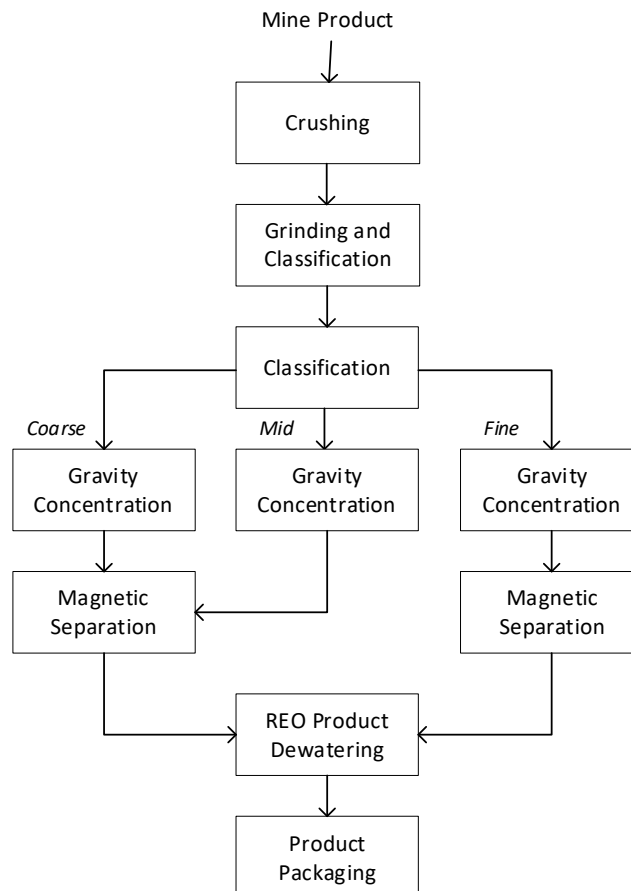 Mine Product
Crushing
Grinding and
Classification
Classification
Coarse
Mid
Fine
Gravity
Concentration
Gravity
Concentration
Gravity
Concentration
Magnetic
Separation
Magnetic
Separation
REO Product
Dewatering
Product
Packaging